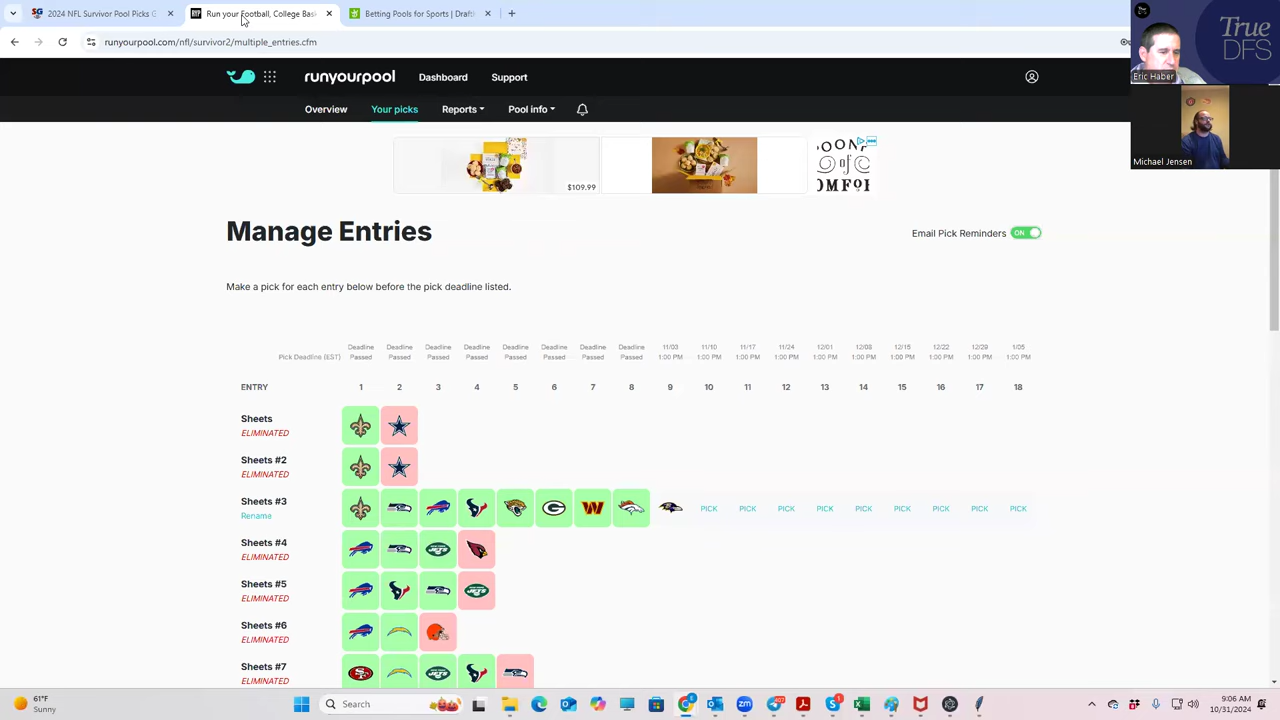 2024 NFL Survivor Pool Picks G
Run your Football, College Bas
Betting Pools for Sports | Draft
runyourpool.com/nfl/survivor2/multiple_entries.cfm
True
DFS
Eric Haber
Michael Jensen
runyourpool
Dashboard
Support
Overview
Your picks
Reports
Pool info
$109.99
OOONA
of
OMFOR
Manage Entries
Email Pick Reminders
ON
Make a pick for each entry below before the pick deadline listed.
Deadline Deadline Deadline Deadline Deadline Deadline Deadline Deadline 11/03 11/10 11/17 11/24 12/01 12/08 12/15 12/22 12/29 1/05
Pick Deadline (EST) Passed Passed Passed Passed Passed Passed Passed Passed 1:00 PM 1:00 PM 1:00 PM 1:00 PM 1:00 PM 1:00 PM 1:00 PM 1:00 PM 1:00 PM 1:00 PM
ENTRY 1 2 3 4 5 6 7 8 9 10 11 12 13 14 15 16 17 18
Sheets
ELIMINATED
Sheets #2
ELIMINATED
Sheets #3
Rename
PICK PICK PICK PICK PICK PICK PICK PICK PICK
Sheets #4
ELIMINATED
Sheets #5
ELIMINATED
Sheets #6
ELIMINATED
Sheets #7
ELIMINATED
61°F
Sunny
Search
9:06 AM
10/31/2024